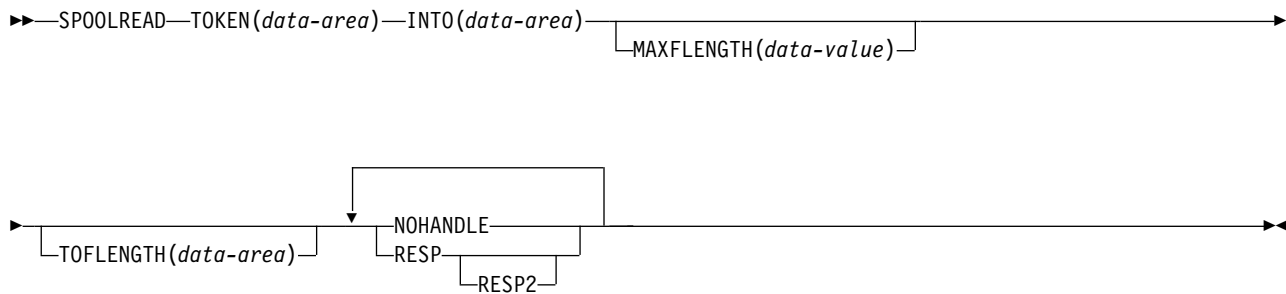 SPOOLREAD TOKEN(data-area) INTO(data-area)
MAXFLENGTH(data-value)
NOHANDLE
TOFLENGTH(data-area) RESP
RESP2